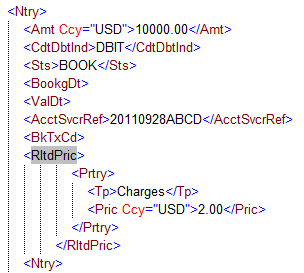 <Ntry>
<Amt Ccy="USD">10000.00</Amt>
<CdtDbtInd>DBIT</CdtDbtInd>
<Sts>BOOK</Sts>
<BookgDt>
<ValDt>
<AcctSvcrRef>20110928ABCD</AcctSvcrRef>
<BkTxCd>
<RltdPric>
<Prtry>
<Tp>Charges</Tp>
<Pric Ccy="USD">2.00</Pric>
</Prtry>
</RltdPric>
<Ntry>